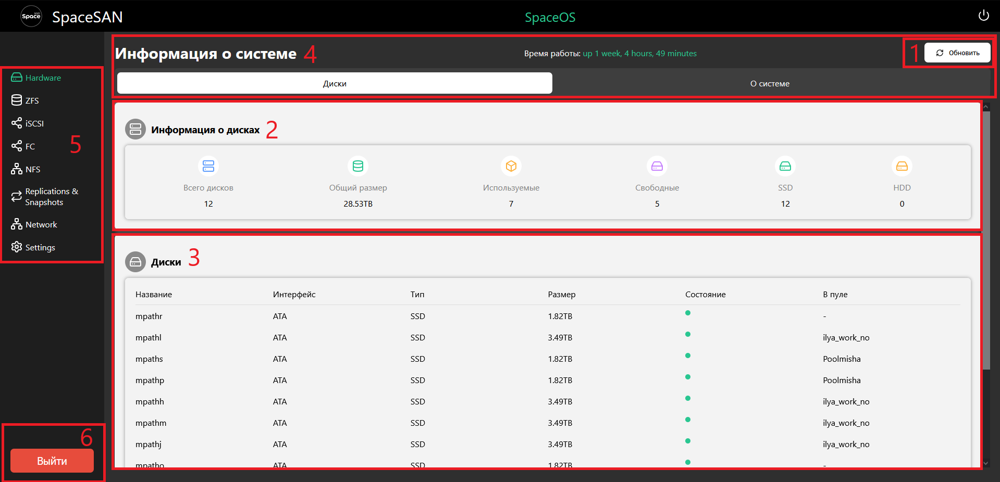 Space san
SpaceSAN
SpaceOS
Информация о системе 4
Время работы: up 1 week, 4 hours, 49 minutes
1 Обновить
Диски
О системе
Hardware
ZFS
iSCSI
FC
NFS
Replications &
Snapshots
Network
Settings
5
6
Выйти
Информация о дисках 2
Всего дисков Общий размер Используемые Свободные SSD HDD
12 28.53TB 7 5 12 0
Диски 3
Название Интерфейс Тип Размер Состояние В пуле
mpathr ATA SSD 1.82TB -
mpathl ATA SSD 3.49TB ilya_work_no
mpaths ATA SSD 1.82TB Poolmisha
mpathp ATA SSD 1.82TB Poolmisha
mpathh ATA SSD 3.49TB ilya_work_no
mpathm ATA SSD 3.49TB ilya_work_no
mpathj ATA SSD 3.49TB ilya_work_no
mpatho ATA SSD 1.82TB -